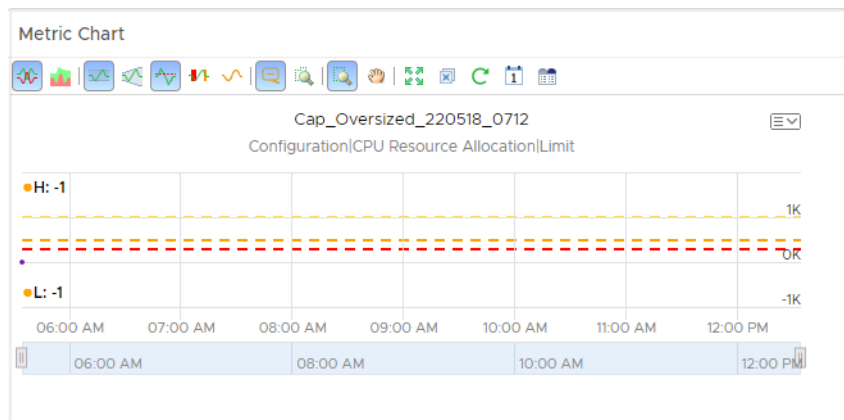 Metric Chart
1
Cap_Oversized_220518_0712
Configuration|CPU Resource Allocation|Limit
H: -1
1K
0K
L: -1
-1K
06:00 AM 07:00 AM 08:00 AM 09:00 AM 10:00 AM 11:00 AM 12:00 PM
06:00 AM 08:00 AM 10:00 AM 12:00 PM